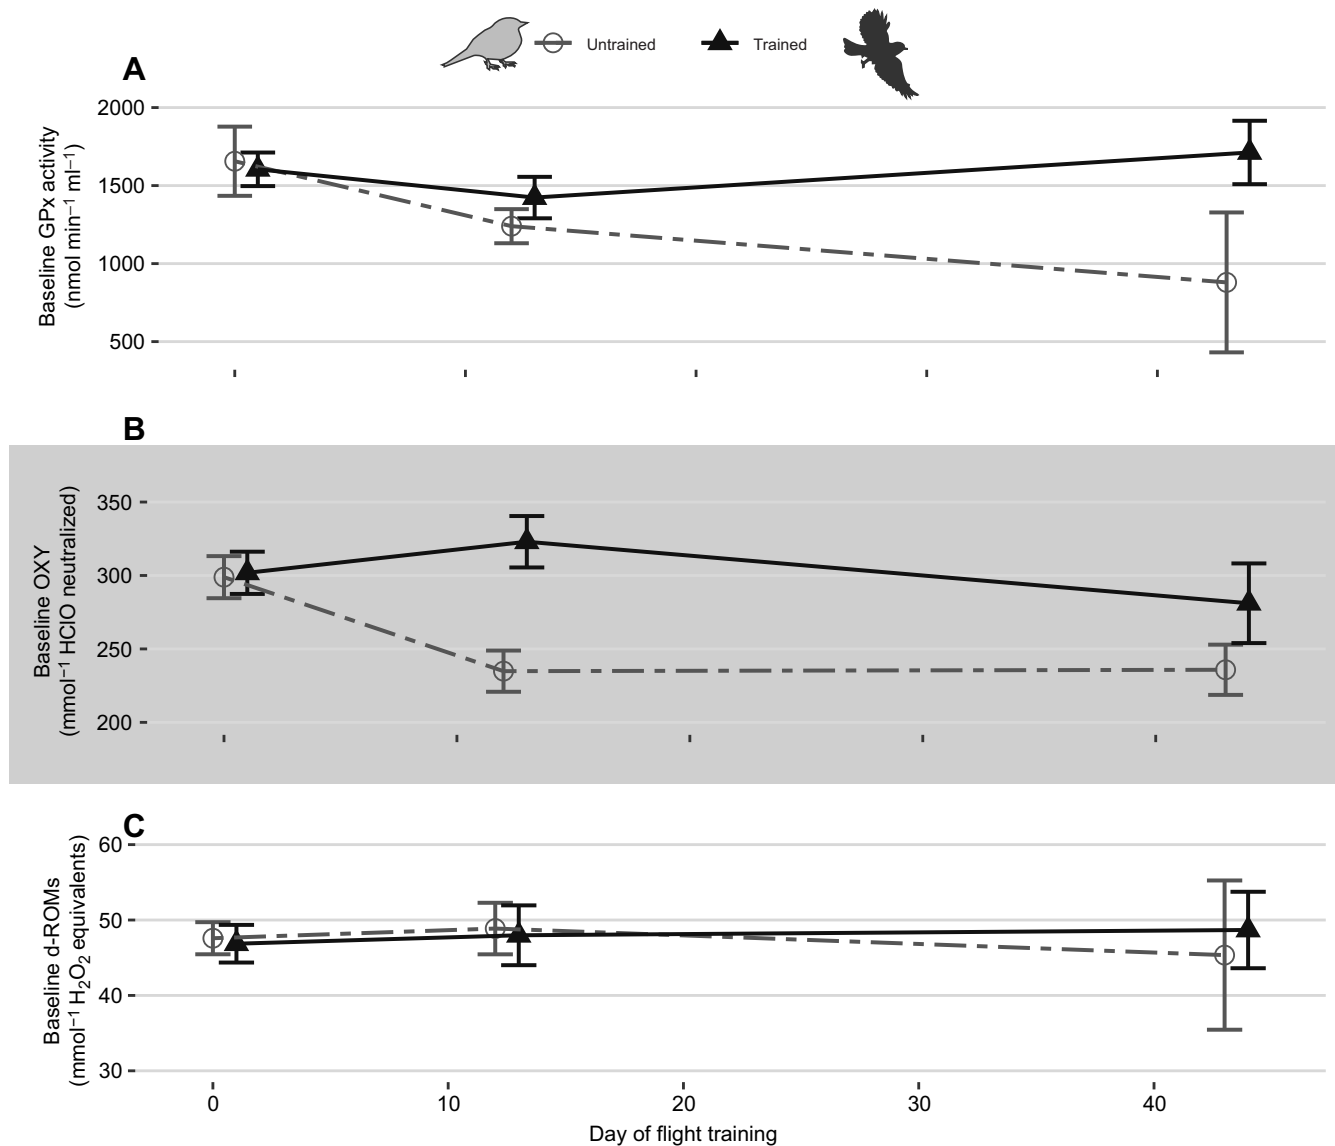 Untrained Trained
A
Baseline GPx activity
(nmol min⁻¹ ml⁻¹)
2000
1500
1000
500
B
Baseline OXY
(mmol⁻¹ HClO neutralized)
350
300
250
200
C
Baseline d-ROMs
(mmol⁻¹ H₂O₂ equivalents)
60
50
40
30
0 10 20 30 40
Day of flight training